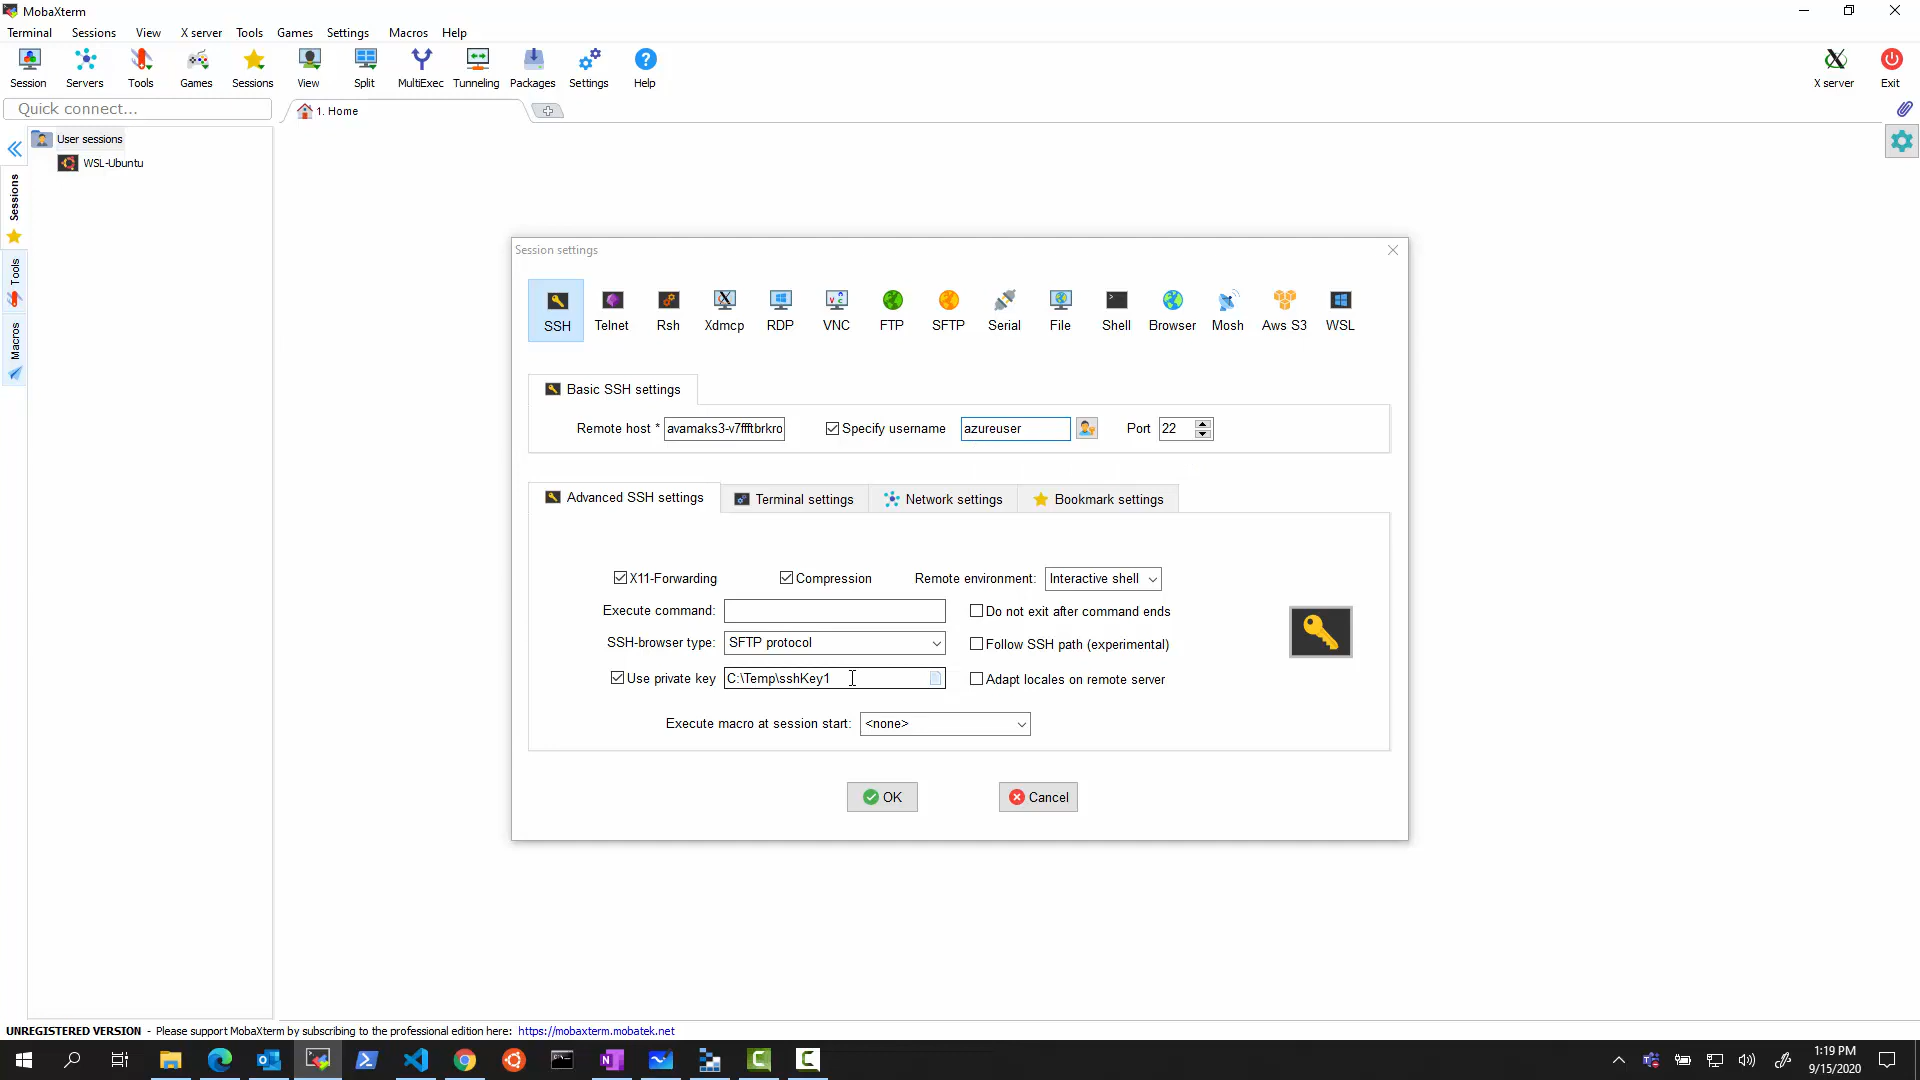 MobaXterm
Terminal Sessions View X server Tools Games Settings Macros Help
Session Servers Tools Games Sessions View Split MultiExec Tunneling Packages Settings Help X server Exit
Quick connect...
1. Home
User sessions
WSL-Ubuntu
Sessions
Tools
Macros
Session settings
SSH Telnet Rsh Xdmcp RDP VNC FTP SFTP Serial File Shell Browser Mosh Aws S3 WSL
Basic SSH settings
Remote host * avamaks3-v7ffftbrkro Specify username azureuser Port 22
Advanced SSH settings Terminal settings Network settings Bookmark settings
X11-Forwarding Compression Remote environment: Interactive shell
Execute command: Do not exit after command ends
SSH-browser type: SFTP protocol Follow SSH path (experimental)
Use private key C:\Temp\sshKey1 Adapt locales on remote server
Execute macro at session start: <none>
OK Cancel
UNREGISTERED VERSION - Please support MobaXterm by subscribing to the professional edition here: https://mobaxterm.mobatek.net
1:19 PM
9/15/2020